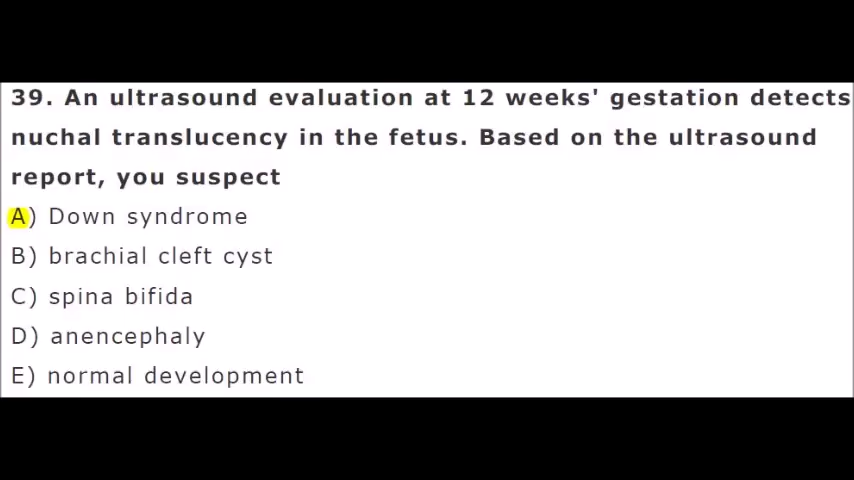 39. An ultrasound evaluation at 12 weeks' gestation detects
nuchal translucency in the fetus. Based on the ultrasound
report, you suspect
A) Down syndrome
B) brachial cleft cyst
C) spina bifida
D) anencephaly
E) normal development